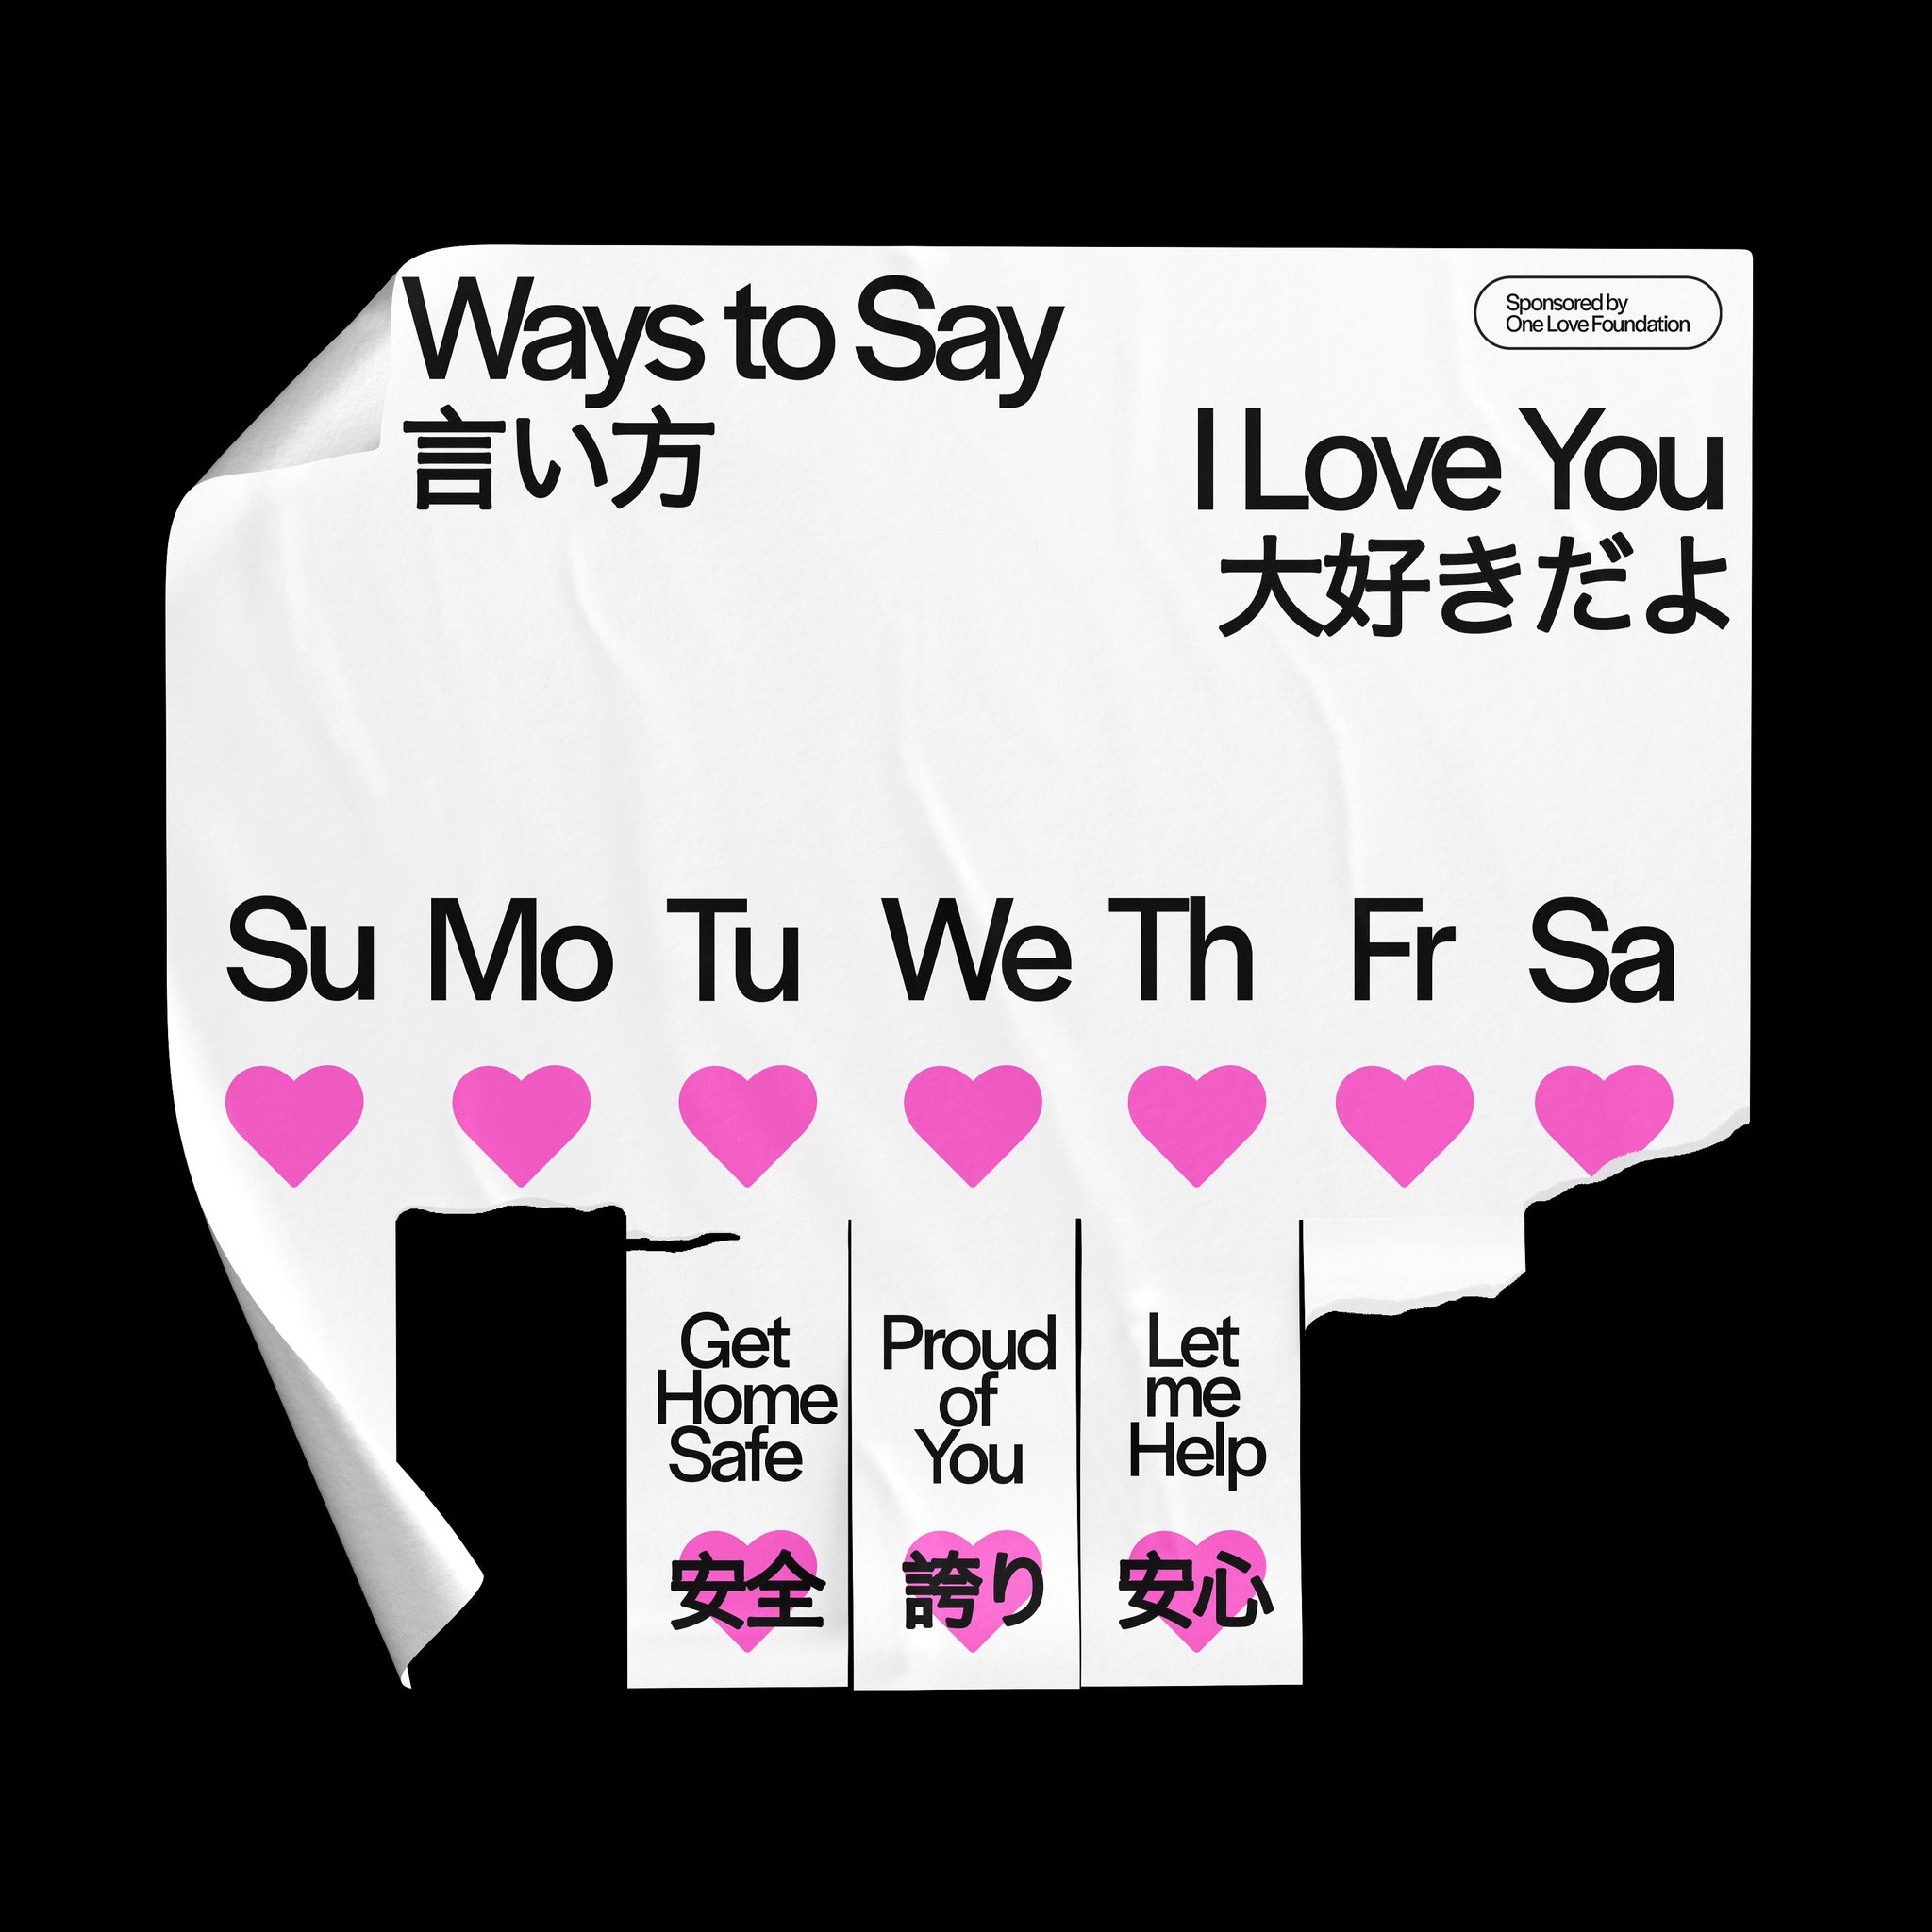 Ways to Say
言い方
Sponsored by
One Love Foundation
I Love You
大好きだよ
Su Mo Tu We Th Fr Sa
Get
Home
Safe
安全
Proud
of
You
誇り
Let
me
Help
安心